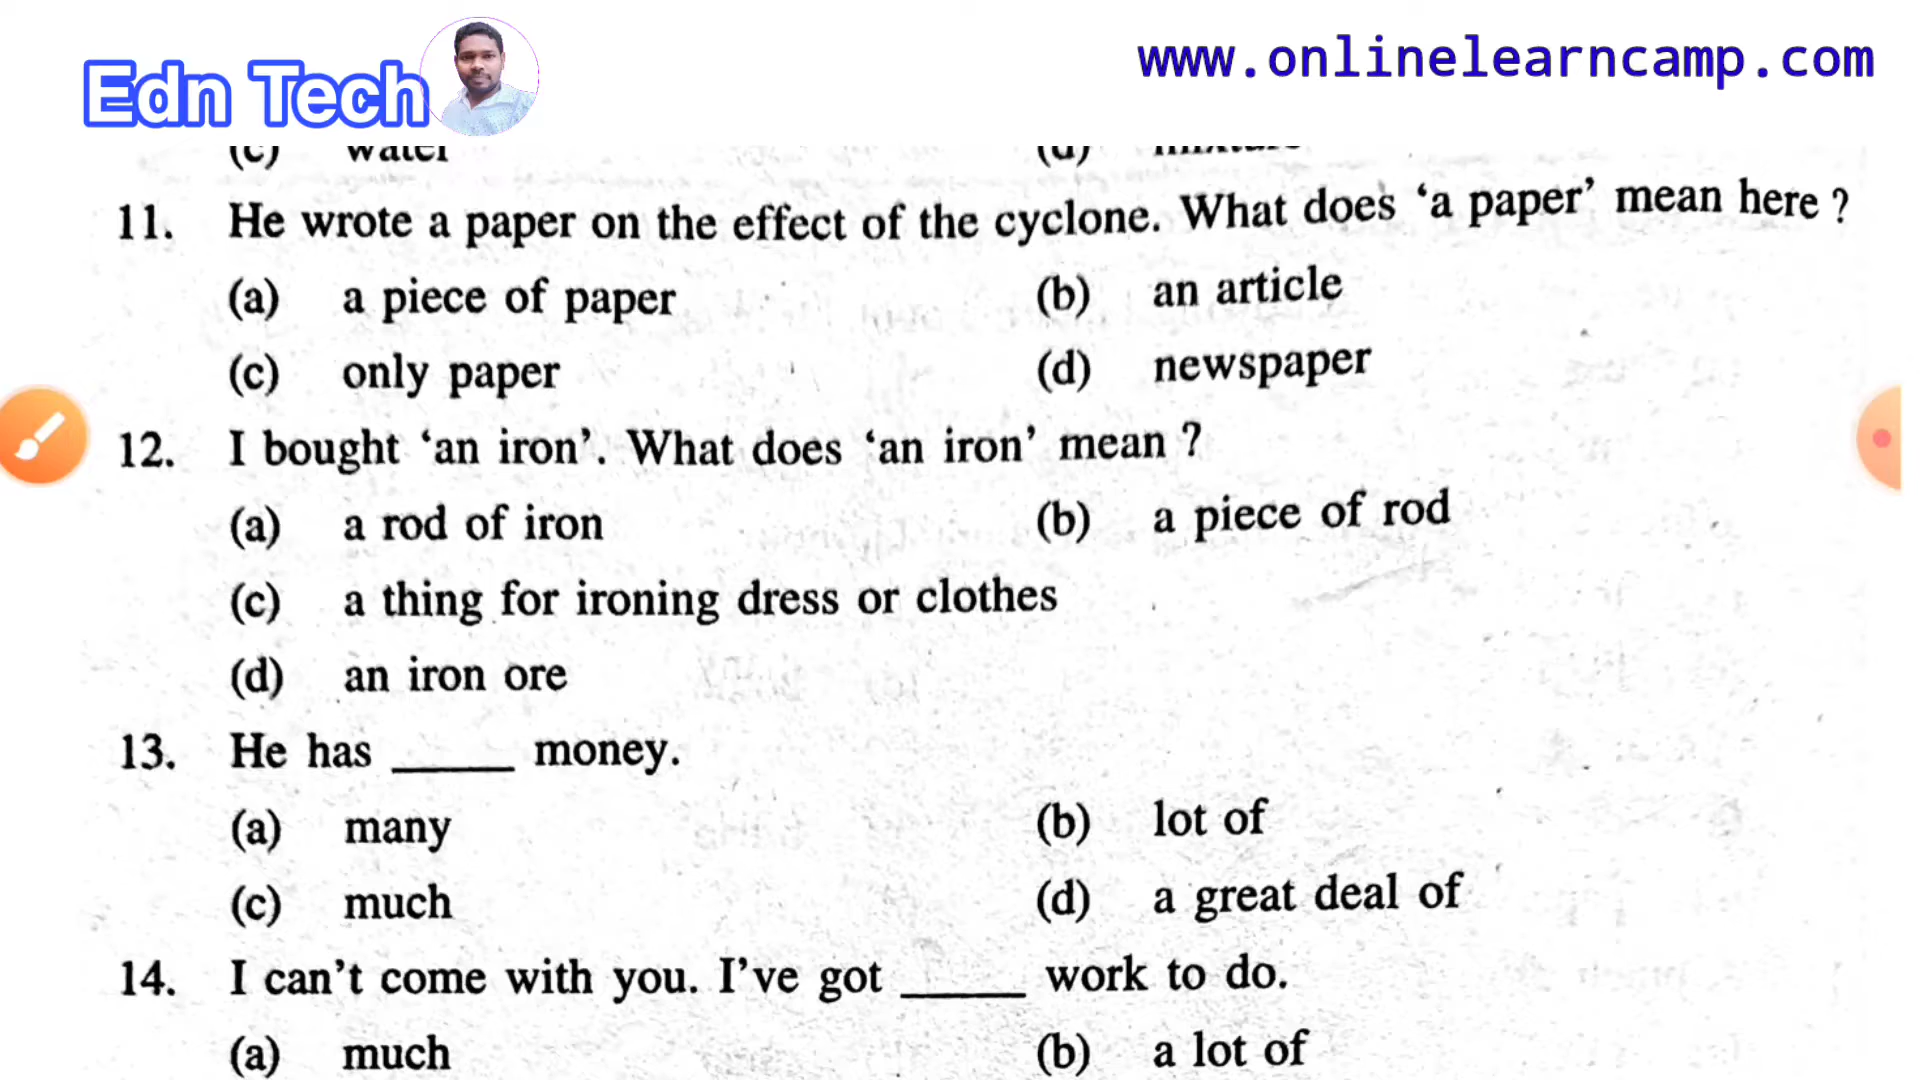 Edn Tech
www.onlinelearncamp.com
(c) water (d) mixture
11. He wrote a paper on the effect of the cyclone. What does ‘a paper’ mean here ?
(a) a piece of paper (b) an article
(c) only paper (d) newspaper
12. I bought ‘an iron’. What does ‘an iron’ mean ?
(a) a rod of iron (b) a piece of rod
(c) a thing for ironing dress or clothes
(d) an iron ore
13. He has _____ money.
(a) many (b) lot of
(c) much (d) a great deal of
14. I can’t come with you. I’ve got _____ work to do.
(a) much (b) a lot of